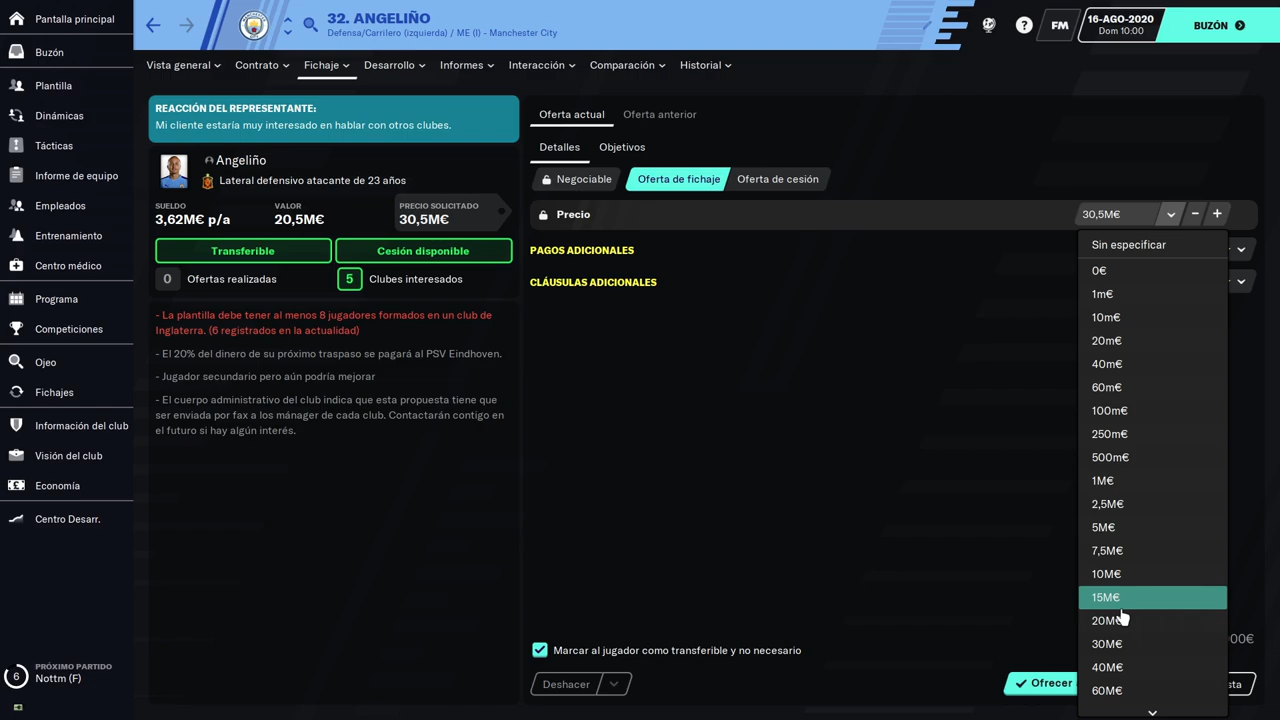 Pantalla principal
Buzón
Plantilla
Dinámicas
Tácticas
Informe de equipo
Empleados
Entrenamiento
Centro médico
Programa
Competiciones
Ojeo
Fichajes
Información del club
Visión del club
Economía
Centro Desarr.
6
PRÓXIMO PARTIDO
Nottm (F)
32. ANGELIÑO
Defensa/Carrilero (izquierda) / ME (I) - Manchester City
?
FM
16-AGO-2020
Dom 10:00
BUZÓN
Vista general
Contrato
Fichaje
Desarrollo
Informes
Interacción
Comparación
Historial
REACCIÓN DEL REPRESENTANTE:
Mi cliente estaría muy interesado en hablar con otros clubes.
Angeliño
Lateral defensivo atacante de 23 años
SUELDO
3,62M€ p/a
VALOR
20,5M€
PRECIO SOLICITADO
30,5M€
Transferible
Cesión disponible
0 Ofertas realizadas
5 Clubes interesados
- La plantilla debe tener al menos 8 jugadores formados en un club de
Inglaterra. (6 registrados en la actualidad)
- El 20% del dinero de su próximo traspaso se pagará al PSV Eindhoven.
- Jugador secundario pero aún podría mejorar
- El cuerpo administrativo del club indica que esta propuesta tiene que
ser enviada por fax a los mánager de cada club. Contactarán contigo en
el futuro si hay algún interés.
Oferta actual
Oferta anterior
Detalles
Objetivos
Negociable
Oferta de fichaje
Oferta de cesión
Precio
30,5M€
- +
PAGOS ADICIONALES
CLÁUSULAS ADICIONALES
Sin especificar
0€
1m€
10m€
20m€
40m€
60m€
100m€
250m€
500m€
1M€
2,5M€
5M€
7,5M€
10M€
15M€
20M€
30M€
40M€
60M€
Marcar al jugador como transferible y no necesario
Deshacer
Ofrecer